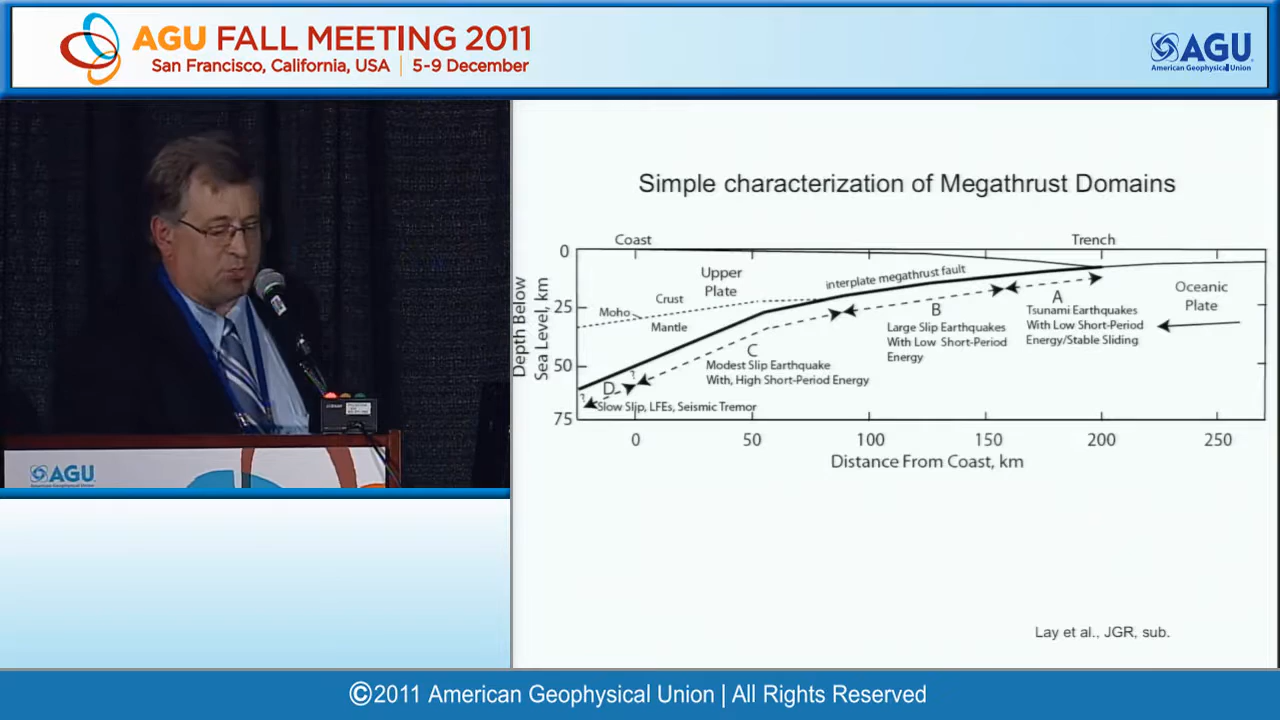 AGU FALL MEETING 2011
San Francisco, California, USA | 5-9 December
AGU
American Geophysical Union
Simple characterization of Megathrust Domains
Coast
Trench
0
25
50
75
Depth Below
Sea Level, km
Upper
Plate
interplate megathrust fault
Crust
Moho
Mantle
Oceanic
Plate
A
Tsunami Earthquakes
With Low Short-Period
Energy/Stable Sliding
B
Large Slip Earthquakes
With Low Short-Period
Energy
C
Modest Slip Earthquake
With, High Short-Period Energy
?
D
?
Slow Slip, LFEs, Seismic Tremor
0 50 100 150 200 250
Distance From Coast, km
Lay et al., JGR, sub.
AGU
American Geophysical Union
©2011 American Geophysical Union | All Rights Reserved